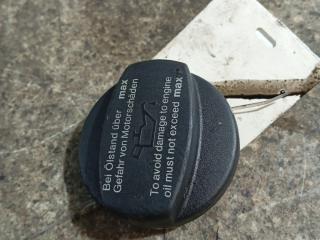 Bei Ölstand über max
Gefahr von Motorschäden
To avoid damage to engine
oil must not exceed max